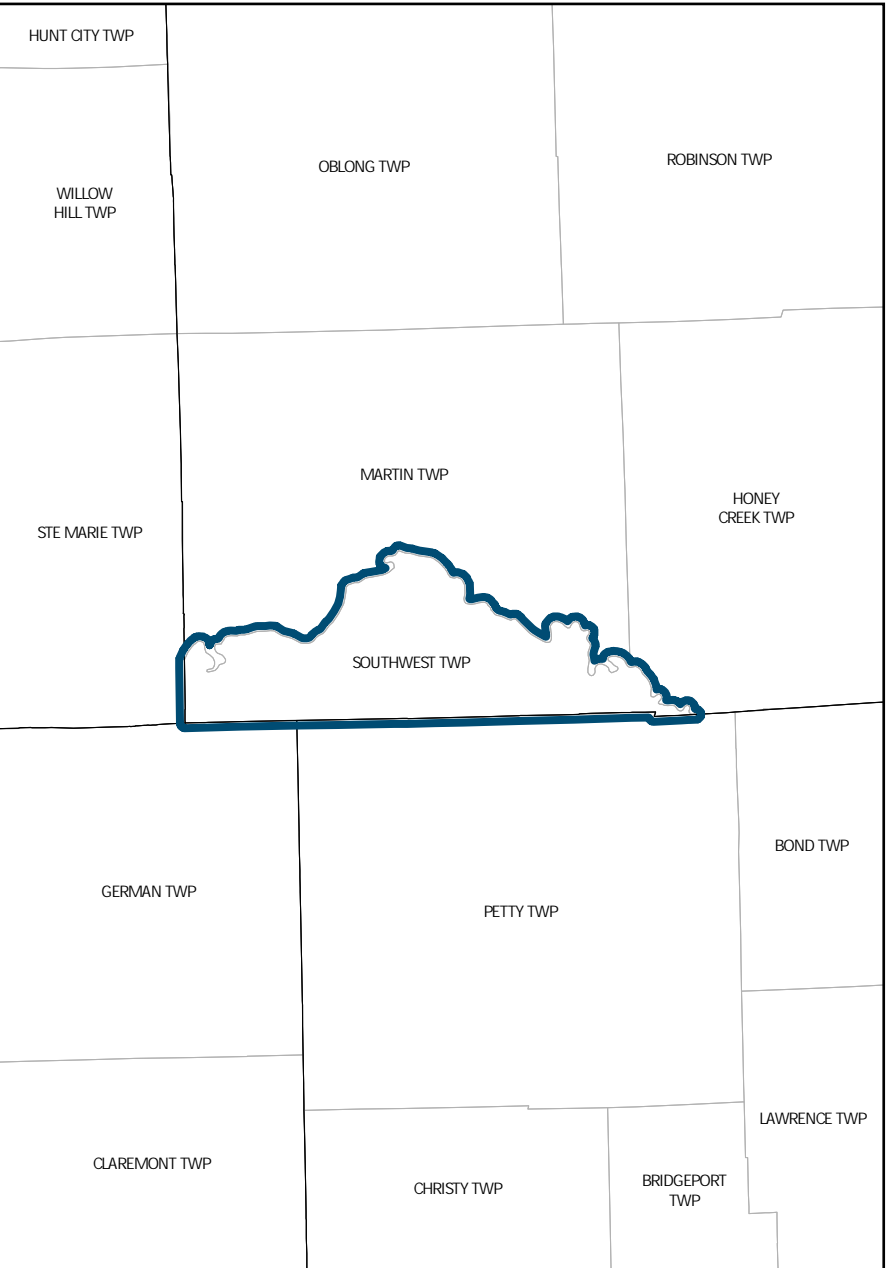 HUNT CITY TWP
OBLONG TWP
ROBINSON TWP
WILLOW
HILL TWP
MARTIN TWP
HONEY
CREEK TWP
STE MARIE TWP
SOUTHWEST TWP
BOND TWP
GERMAN TWP
PETTY TWP
LAWRENCE TWP
CLAREMONT TWP
CHRISTY TWP
BRIDGEPORT
TWP